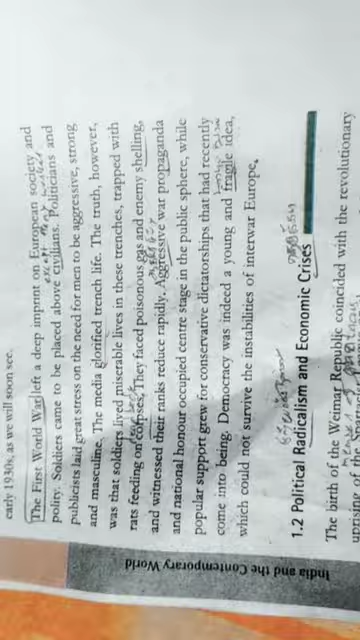 early 1930s, as we will soon see.
The First World War left a deep imprint on European society and
polity. Soldiers came to be placed above civilians. Politicians and
publicists laid great stress on the need for men to be aggressive, strong
and masculine. The media glorified trench life. The truth, however,
was that soldiers lived miserable lives in these trenches, trapped with
rats feeding on corpses. They faced poisonous gas and enemy shelling,
and witnessed their ranks reduce rapidly. Aggressive war propaganda
and national honour occupied centre stage in the public sphere, while
popular support grew for conservative dictatorships that had recently
come into being. Democracy was indeed a young and fragile idea,
which could not survive the instabilities of interwar Europe.
1.2 Political Radicalism and Economic Crises
The birth of the Weimar Republic coincided with the revolutionary
uprising of the
India and the Contemporary World